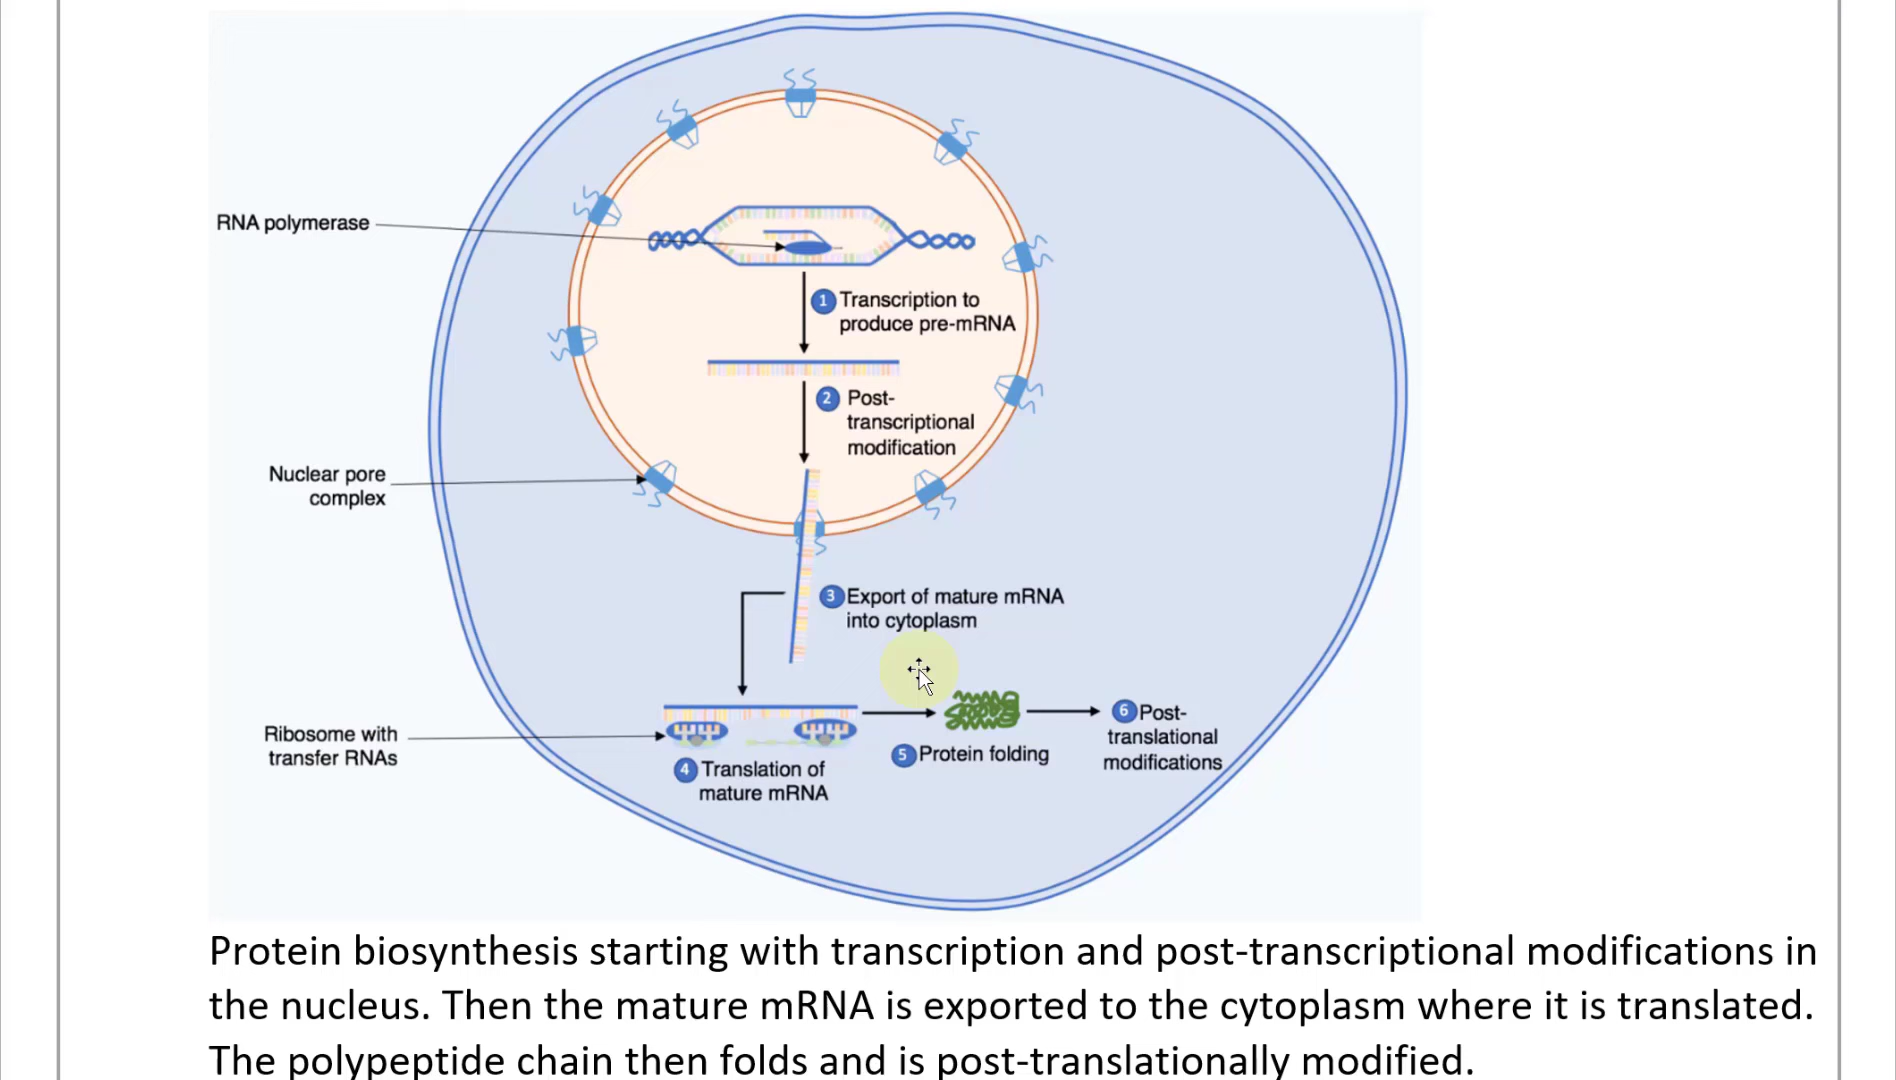 RNA polymerase
1 Transcription to
produce pre-mRNA
2 Post-
transcriptional
modification
Nuclear pore
complex
3 Export of mature mRNA
into cytoplasm
Ribosome with
transfer RNAs
4 Translation of
mature mRNA
5 Protein folding
6 Post-
translational
modifications
Protein biosynthesis starting with transcription and post-transcriptional modifications in
the nucleus. Then the mature mRNA is exported to the cytoplasm where it is translated.
The polypeptide chain then folds and is post-translationally modified.